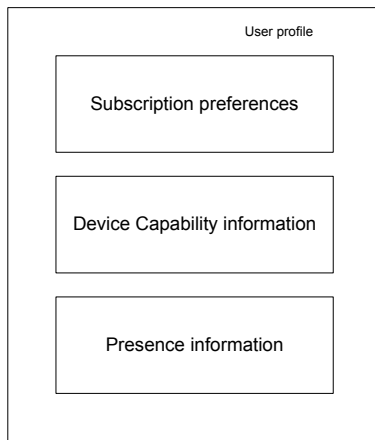 User profile
Subscription preferences
Device Capability information
Presence information